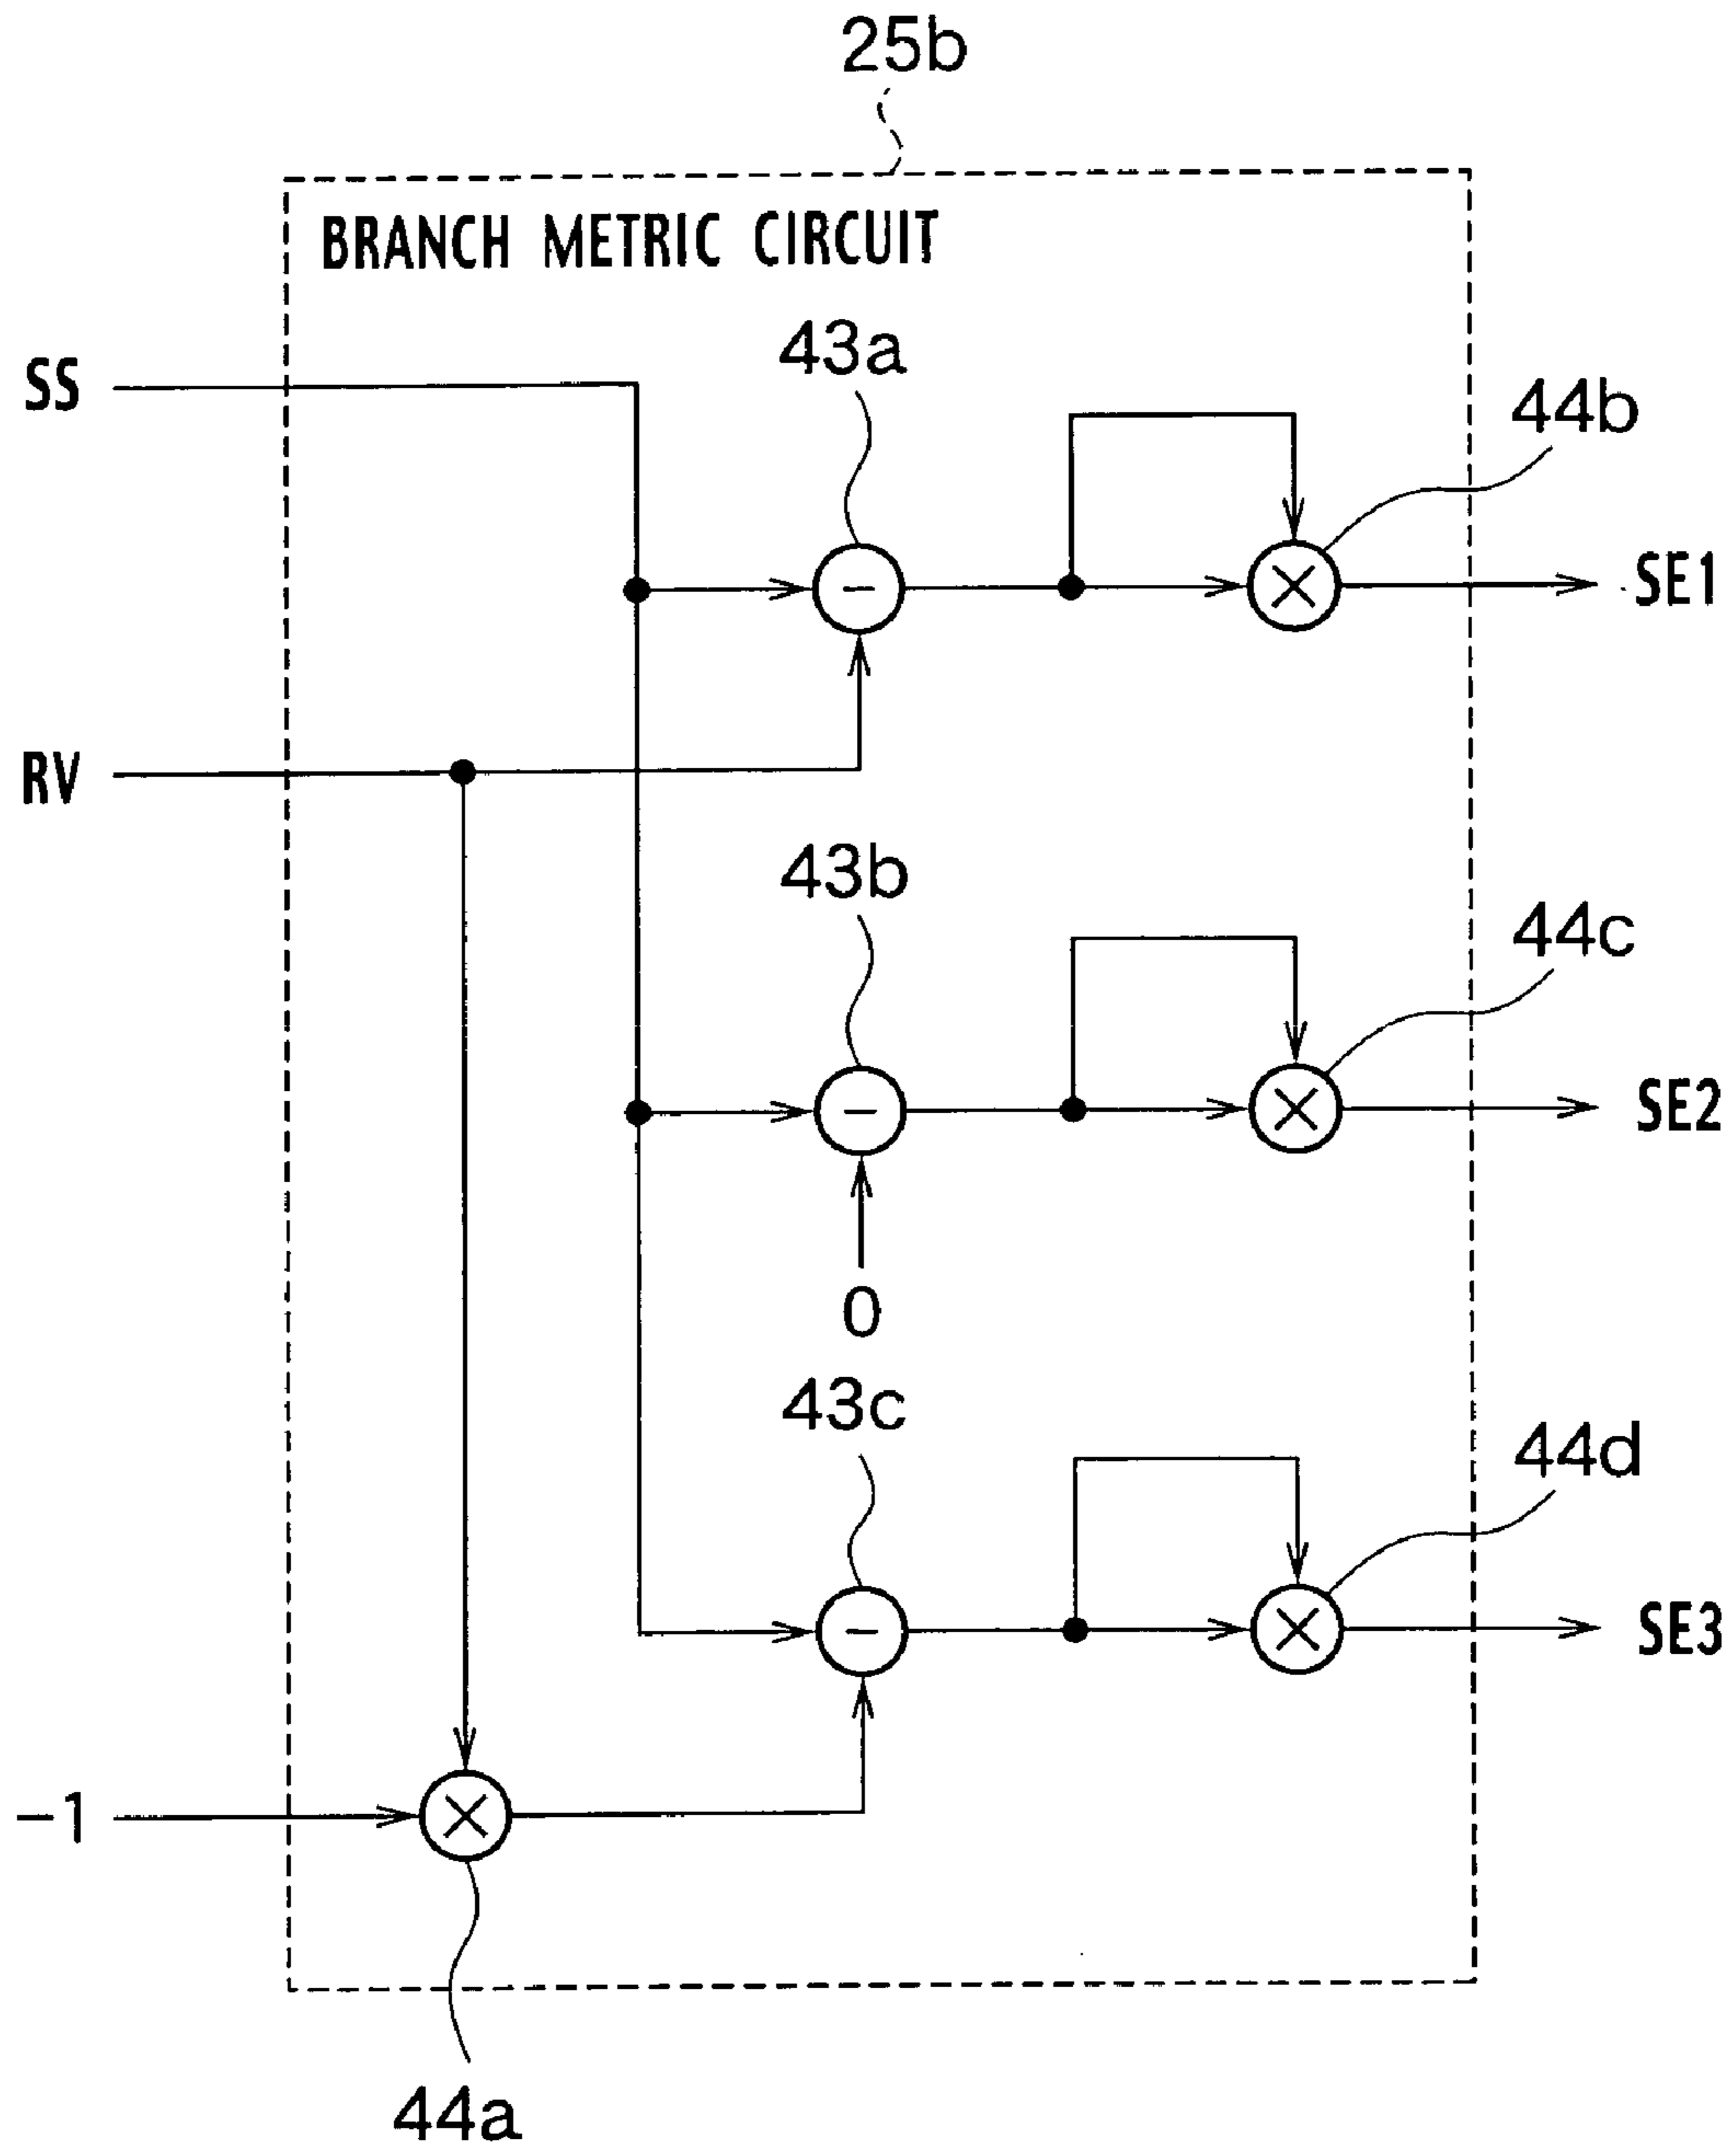 25b
BRANCH METRIC CIRCUIT
43a
SS
44b
SE1
RV
43b
44c
SE2
0
43c
44d
SE3
-1
44a